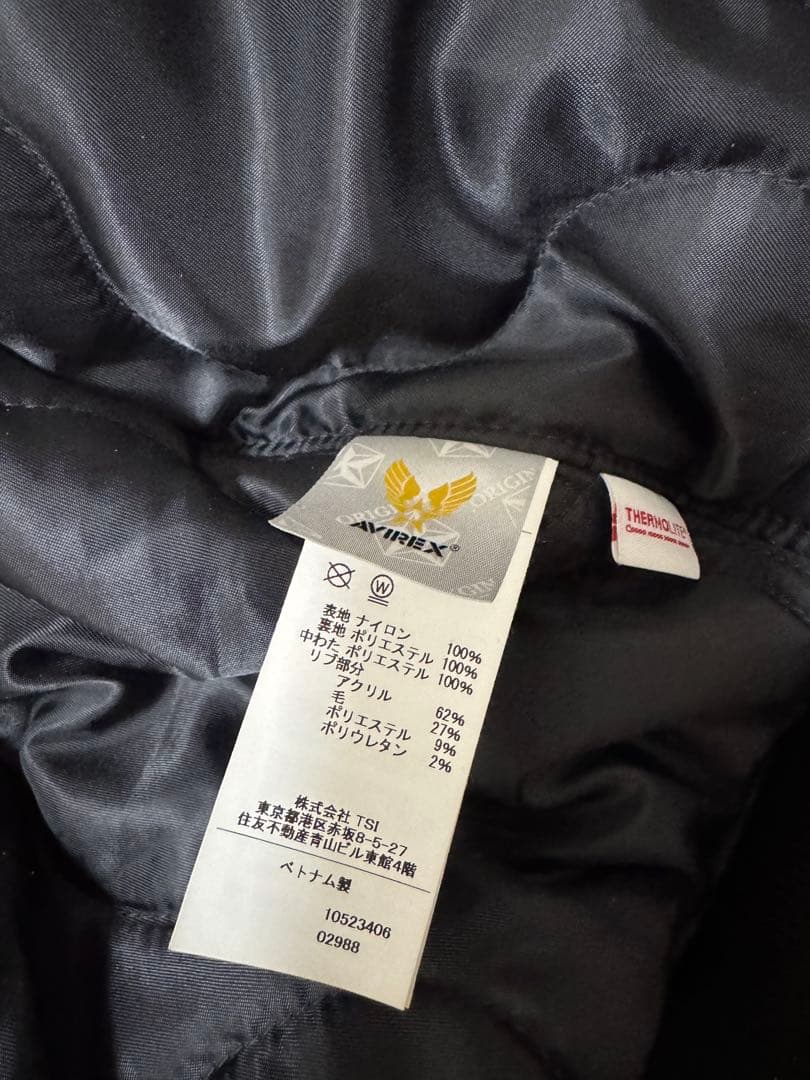 ORIGIN
ORIGIN
AVIREX®
ORIGIN
THERMOLITE
W
表地 ナイロン 100%
裏地 ポリエステル 100%
中わた ポリエステル 100%
リブ部分
アクリル 62%
毛 27%
ポリエステル 9%
ポリウレタン 2%
株式会社 TSI
東京都港区赤坂8-5-27
住友不動産青山ビル東館4階
ベトナム製
10523406
02988